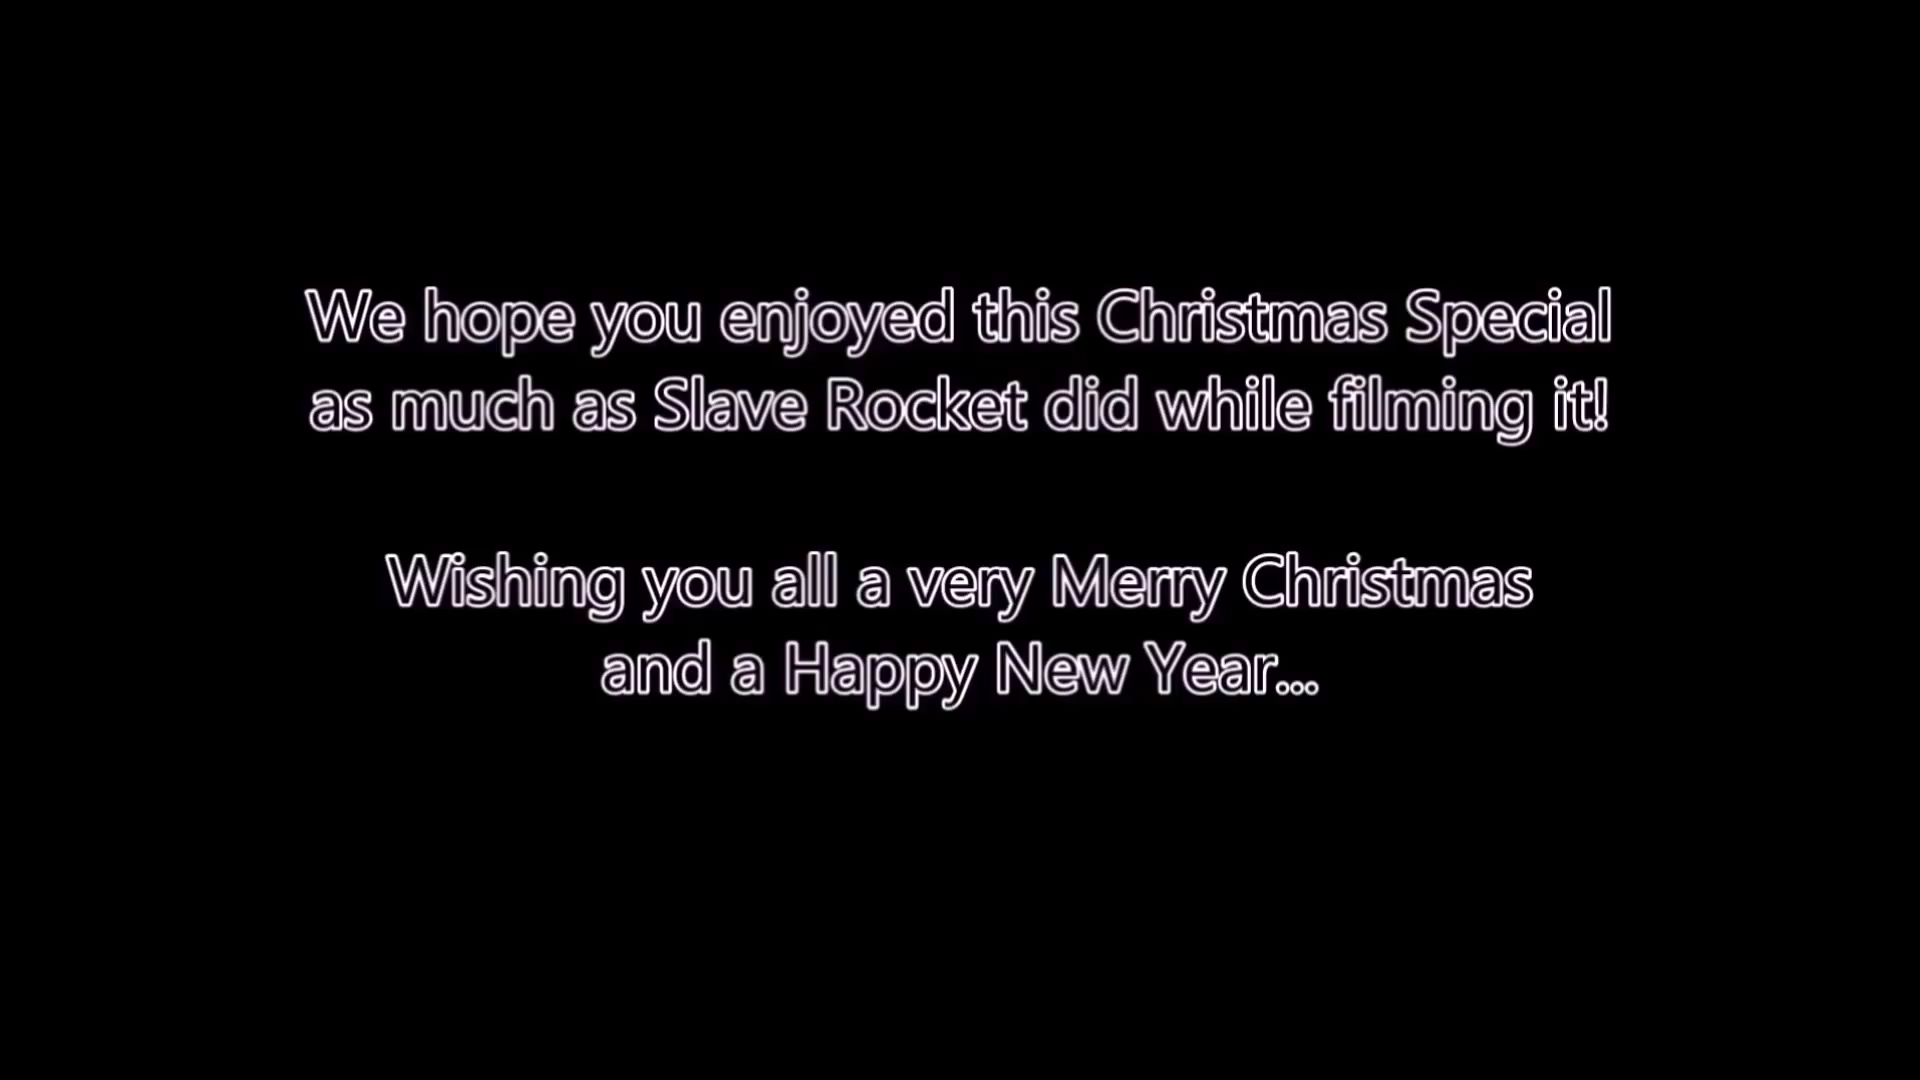 We hope you enjoyed this Christmas Special
as much as Slave Rocket did while filming it!
Wishing you all a very Merry Christmas
and a Happy New Year...